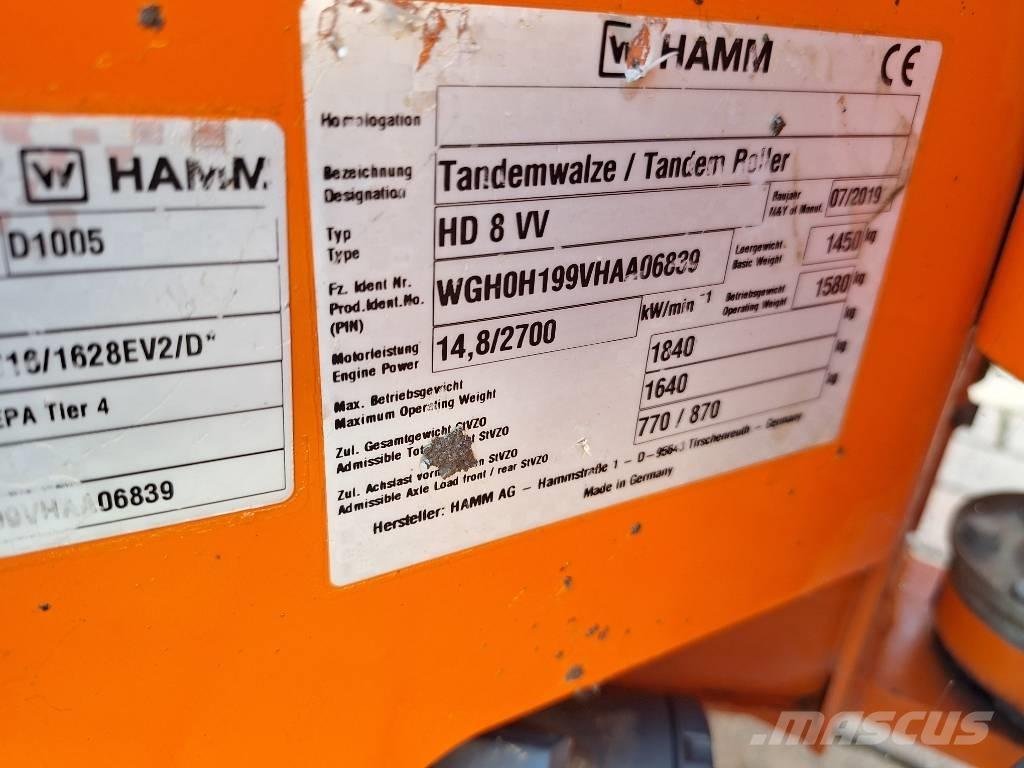 HAMM
D1005
16/1628EV2/D*
EPA Tier 4
99VHAA06839
HAMM CE
Homologation
Bezeichnung
Designation
Tandemwalze / Tandem Roller
Typ
Type
HD 8 VV
Baujahr
M&Y of Manuf.
07/2019
Fz. Ident Nr.
Prod.Ident.No.
(PIN)
WGH0H199VHAA06839
Leergewicht
Basic Weight
1450 kg
Motorleistung
Engine Power
14,8/2700
kW/min -1
Betriebsgewicht
Operating Weight
1580 kg
Max. Betriebsgewicht
Maximum Operating Weight
1840 kg
Zul. Gesamtgewicht StVZO
Admissible StVZO
1640 kg
Zul. Achslast StVZO
Admissible Axle Load front / rear StVZO
770 / 870
Hersteller: HAMM AG - Hammstraße 1 - D-95643 Tirschenreuth - Germany
Made in Germany
MASCUS